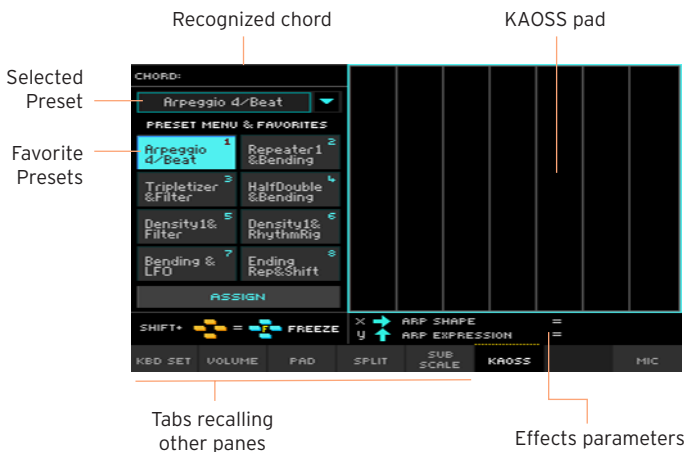 Recognized chord
KAOSS pad
Selected
Preset
CHORD:
Arpeggio 4/Beat
PRESET MENU & FAVORITES
Favorite
Presets
Arpeggio 1
4/Beat
Repeater1 2
&Bending
Tripletizer 3
&Filter
HalfDouble 4
&Bending
Density1& 5
Filter
Density1& 6
RhythmRig
Bending & 7
LFO
Ending 8
Rep&Shift
ASSIGN
SHIFT+ = F FREEZE
X ARP SHAPE =
y ARP EXPRESSION =
KBD SET
VOLUME
PAD
SPLIT
SUB
SCALE
KAOSS
MIC
Tabs recalling
other panes
Effects parameters